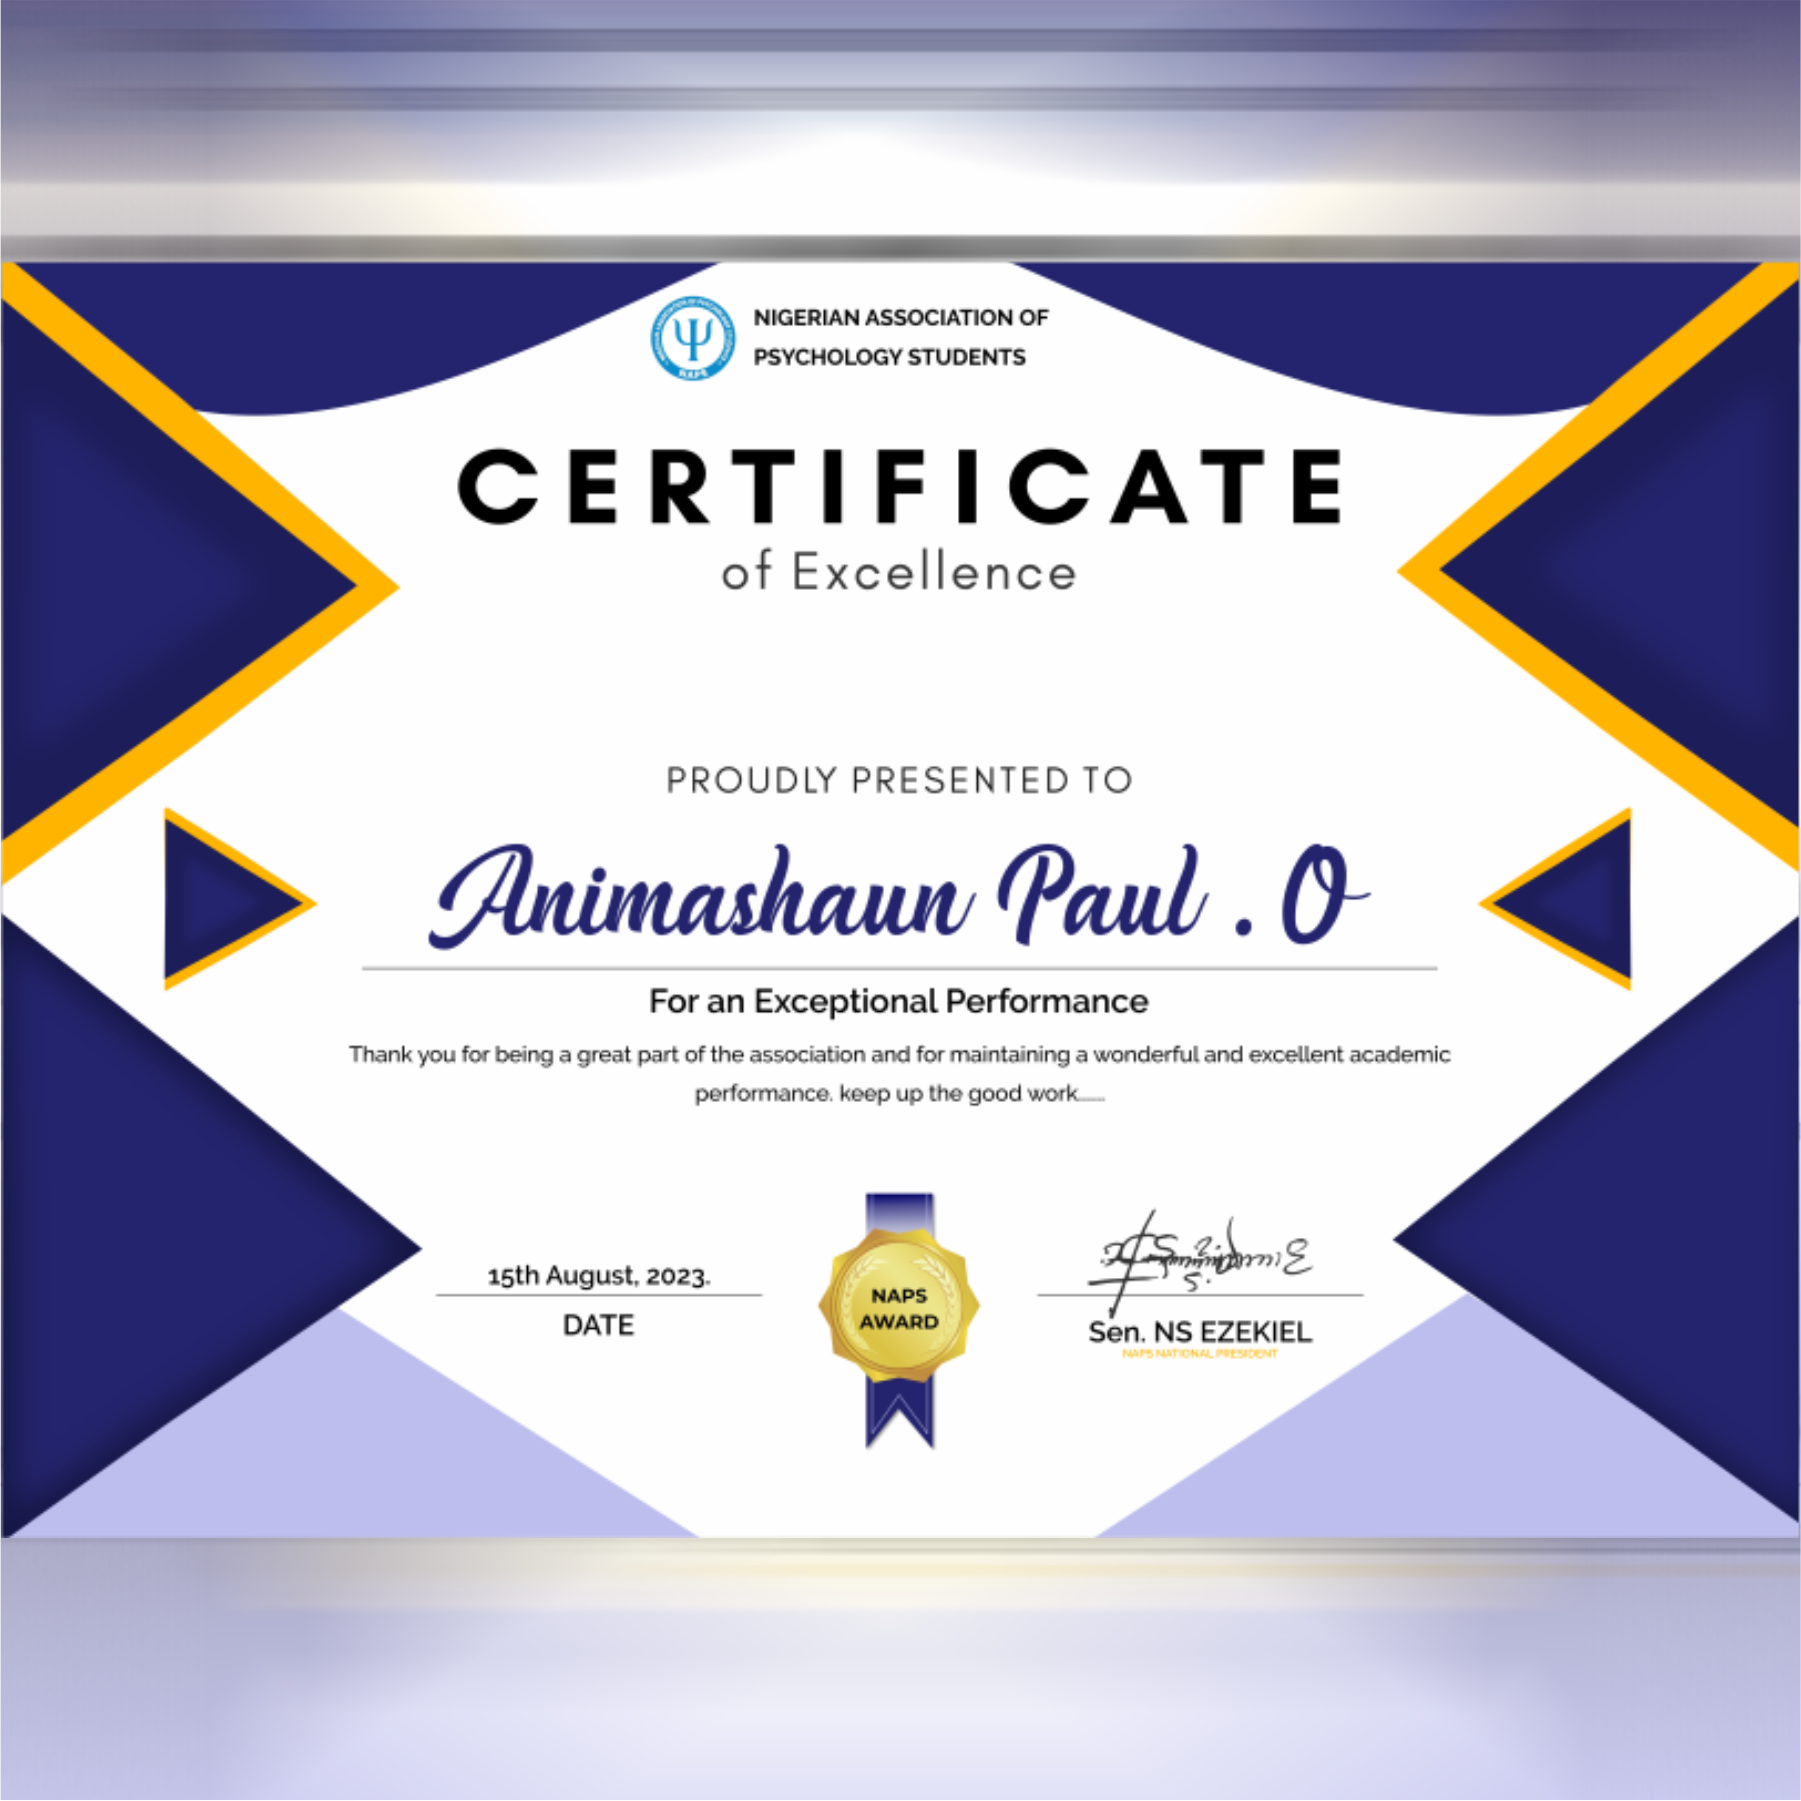 NIGERIAN ASSOCIATION OF
PSYCHOLOGY STUDENTS
NAPS
CERTIFICATE
of Excellence
PROUDLY PRESENTED TO
Animashaun Paul . O
For an Exceptional Performance
Thank you for being a great part of the association and for maintaining a wonderful and excellent academic
performance. keep up the good work.......
15th August, 2023.
DATE
NAPS
AWARD
Sen. NS EZEKIEL
NAPS NATIONAL PRESIDENT